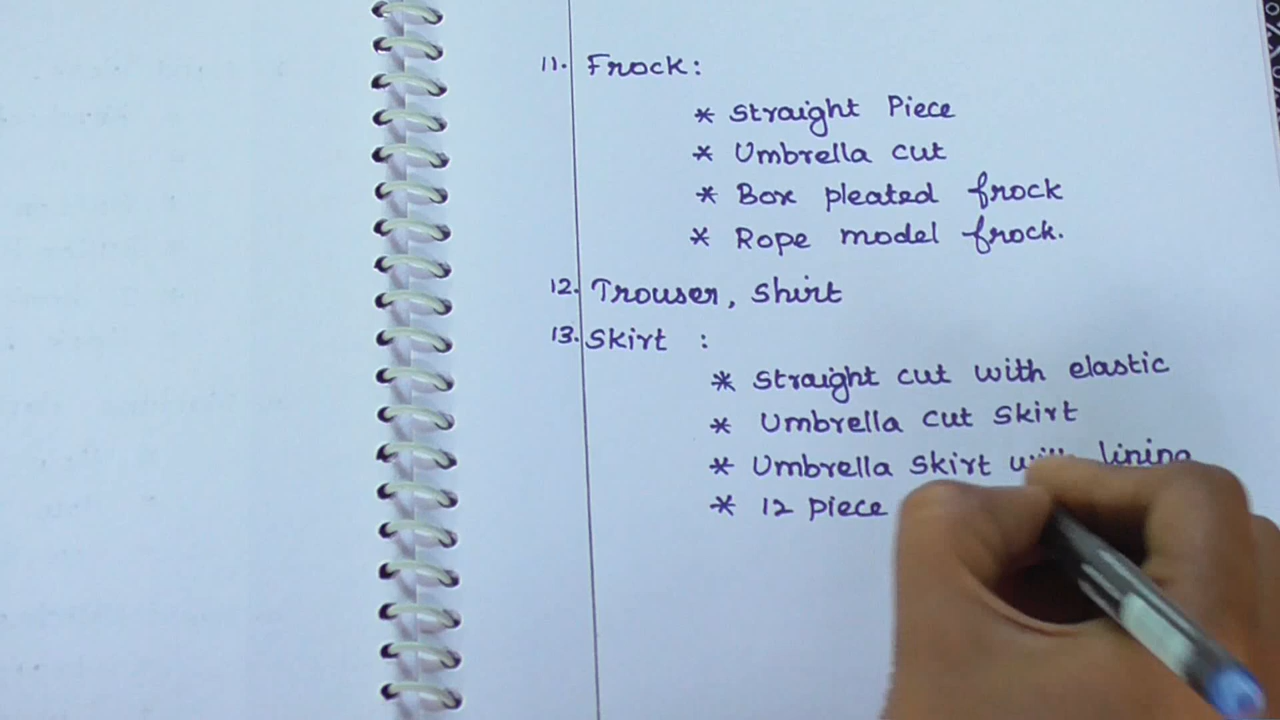 11. Frock:
* Straight Piece
* Umbrella cut
* Box pleated frock
* Rope model frock.
12. Trouser, Shirt
13. Skirt :
* Straight cut with elastic
* Umbrella cut skirt
* Umbrella skirt with lining
* 12 piece